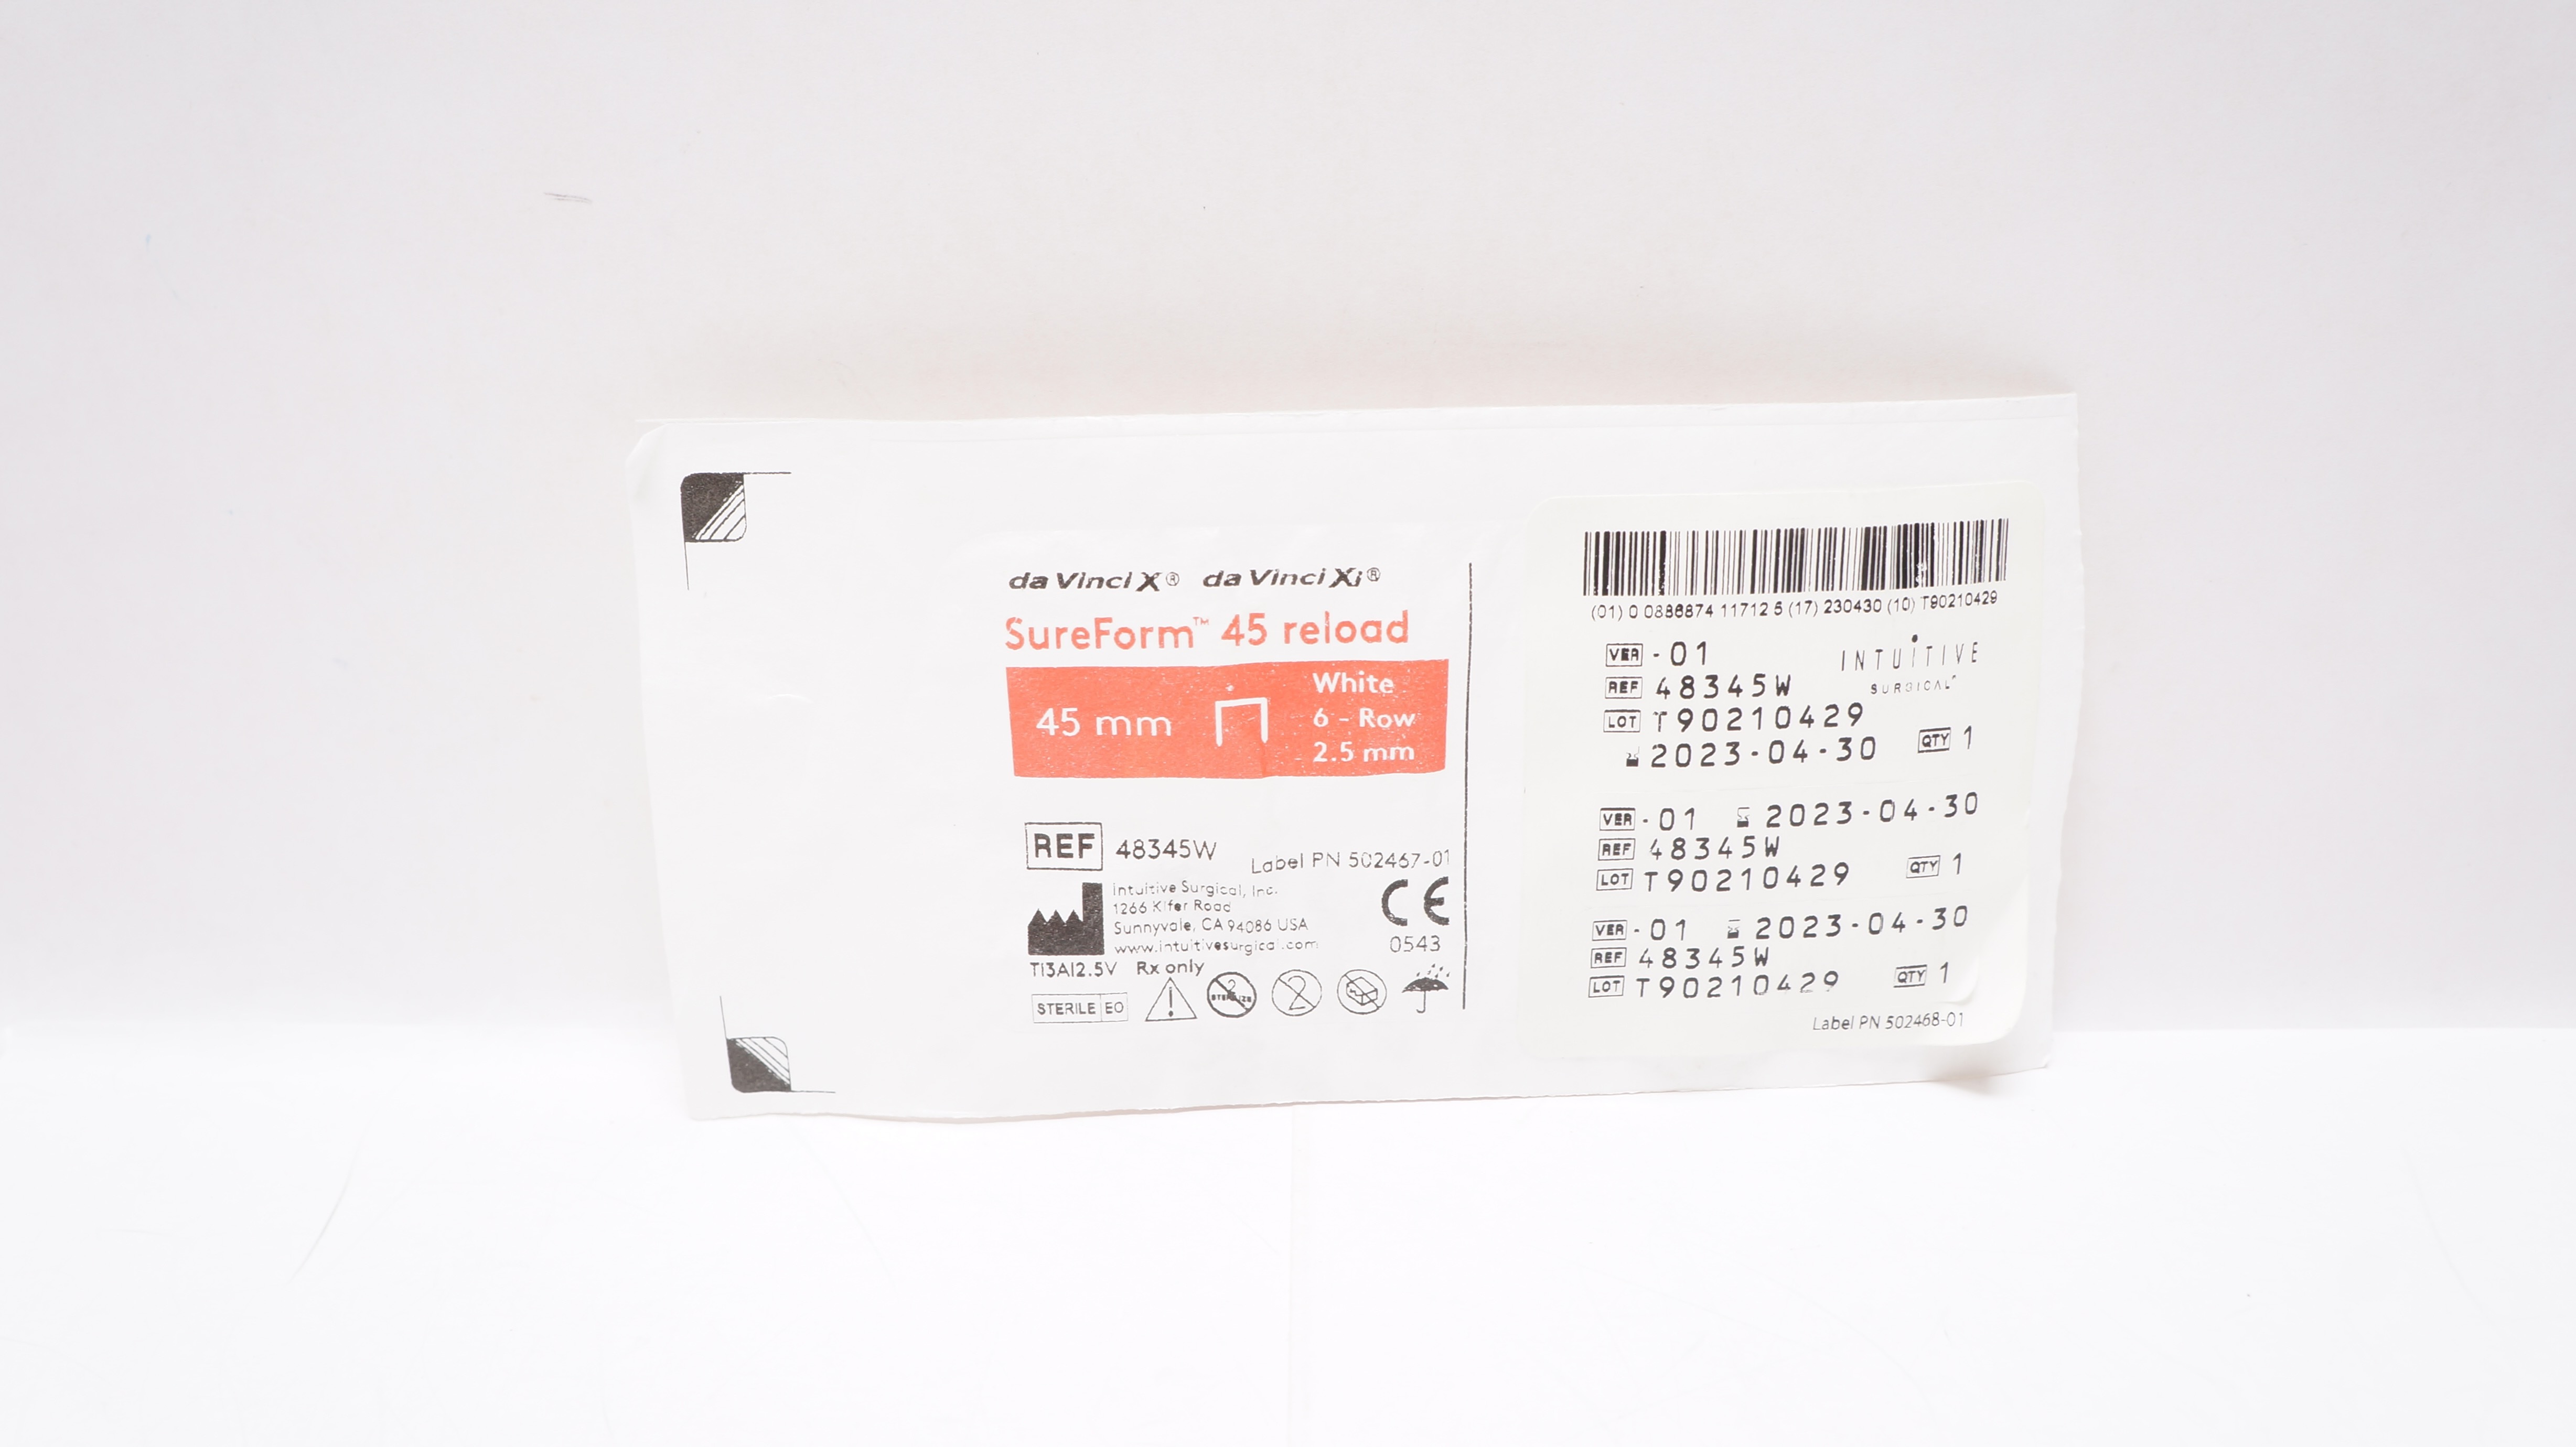 da Vinci X® da Vinci Xi®
SureForm™ 45 reload
45 mm
White
6 - Row
2.5 mm
REF 48345W
Label PN 502467-01
Intuitive Surgical, Inc.
1266 Kifer Road
Sunnyvale, CA 94086 USA
www.intuitivesurgical.com
CE
0543
Ti3Al2.5V Rx only
STERILE EO
2
STERILIZE
2
(01) 0 0886874 11712 5 (17) 230430 (10) T90210429
VER -01
INTUITIVE
SURGICAL®
REF 48345W
LOT T90210429
2023-04-30 QTY 1
VER -01 2023-04-30
REF 48345W
LOT T90210429 QTY 1
VER -01 2023-04-30
REF 48345W
LOT T90210429 QTY 1
Label PN 502468-01